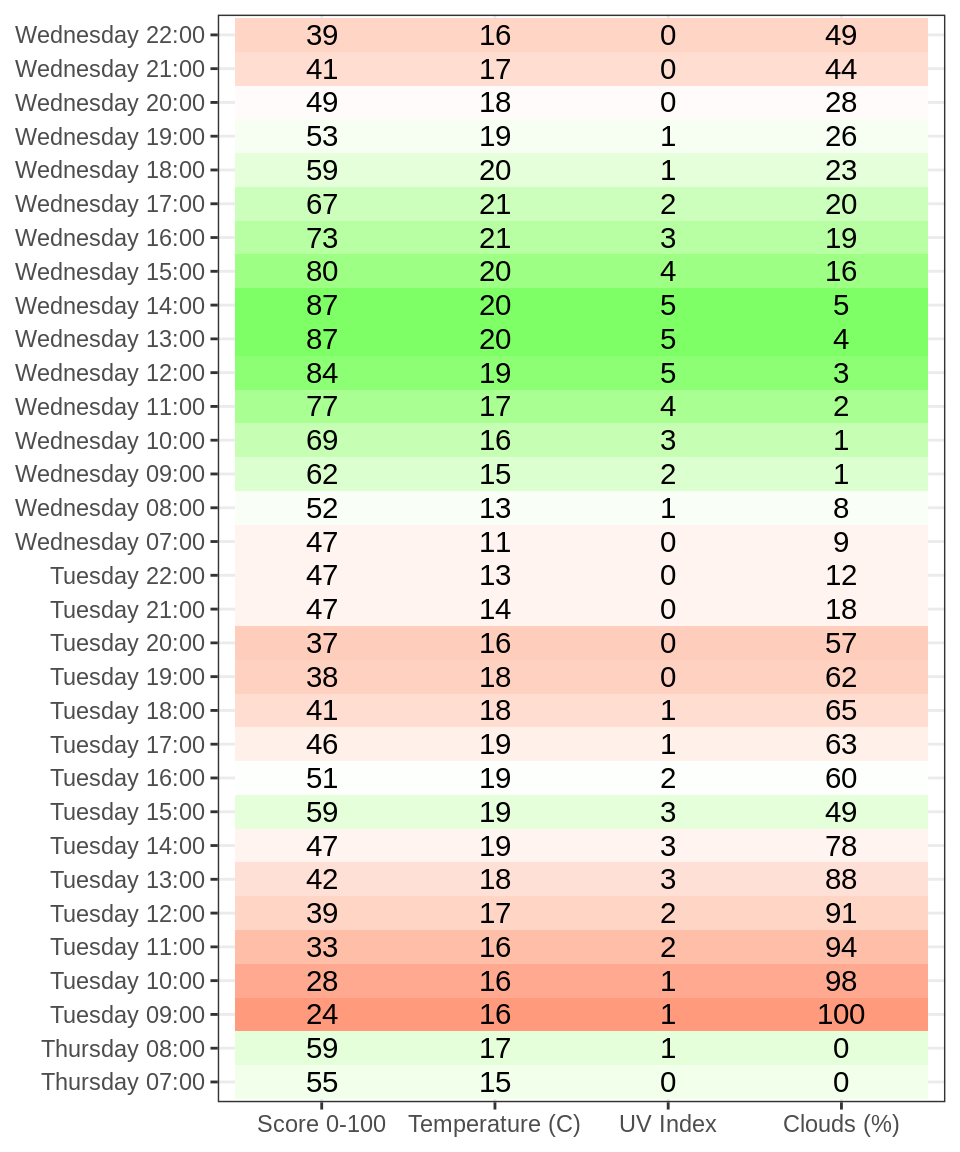 Wednesday 22:00 39 16 0 49
Wednesday 21:00 41 17 0 44
Wednesday 20:00 49 18 0 28
Wednesday 19:00 53 19 1 26
Wednesday 18:00 59 20 1 23
Wednesday 17:00 67 21 2 20
Wednesday 16:00 73 21 3 19
Wednesday 15:00 80 20 4 16
Wednesday 14:00 87 20 5 5
Wednesday 13:00 87 20 5 4
Wednesday 12:00 84 19 5 3
Wednesday 11:00 77 17 4 2
Wednesday 10:00 69 16 3 1
Wednesday 09:00 62 15 2 1
Wednesday 08:00 52 13 1 8
Wednesday 07:00 47 11 0 9
Tuesday 22:00 47 13 0 12
Tuesday 21:00 47 14 0 18
Tuesday 20:00 37 16 0 57
Tuesday 19:00 38 18 0 62
Tuesday 18:00 41 18 1 65
Tuesday 17:00 46 19 1 63
Tuesday 16:00 51 19 2 60
Tuesday 15:00 59 19 3 49
Tuesday 14:00 47 19 3 78
Tuesday 13:00 42 18 3 88
Tuesday 12:00 39 17 2 91
Tuesday 11:00 33 16 2 94
Tuesday 10:00 28 16 1 98
Tuesday 09:00 24 16 1 100
Thursday 08:00 59 17 1 0
Thursday 07:00 55 15 0 0
Score 0-100 Temperature (C) UV Index Clouds (%)